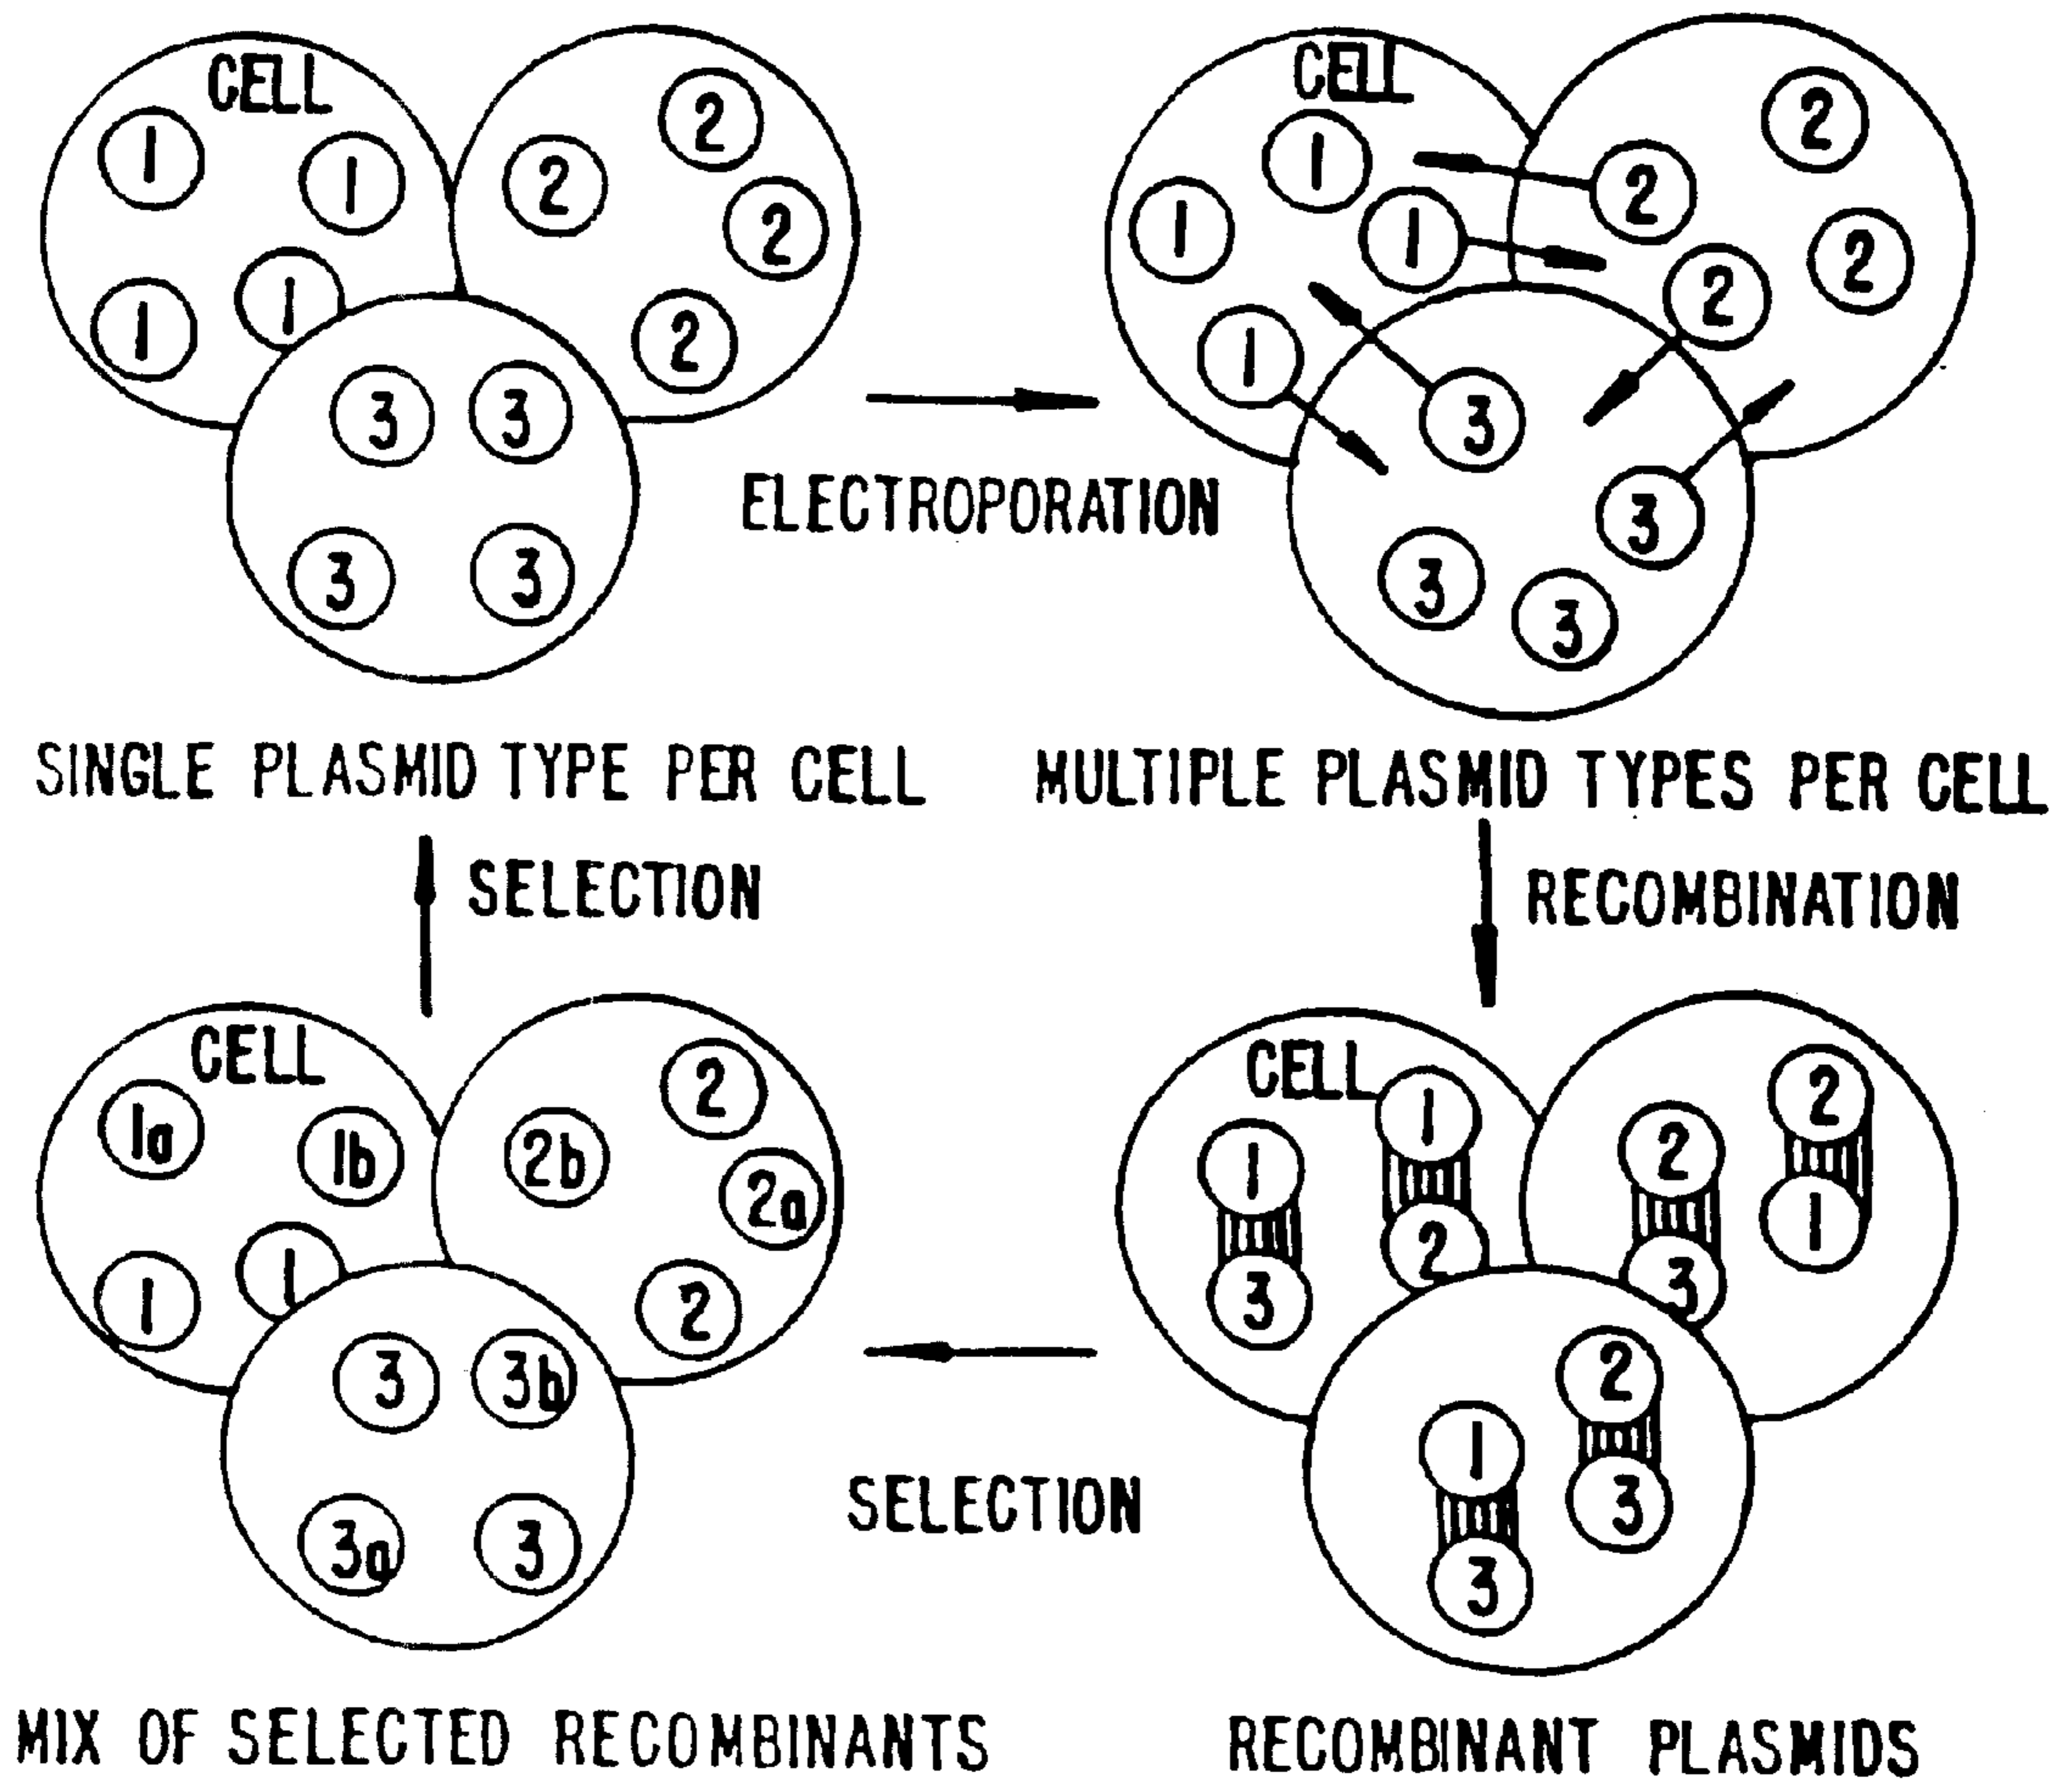 CELL
1
1
1
1
2
2
2
2
3
3
3
3
ELECTROPORATION
CELL
1
1
1
1
2
2
2
2
3
3
3
3
SINGLE PLASMID TYPE PER CELL
MULTIPLE PLASMID TYPES PER CELL
SELECTION
RECOMBINATION
CELL
1a
1b
1
1
2
2b
2a
2
3
3b
3a
3
SELECTION
CELL
1
3
1
2
2
3
2
1
1
3
2
3
MIX OF SELECTED RECOMBINANTS
RECOMBINANT PLASMIDS